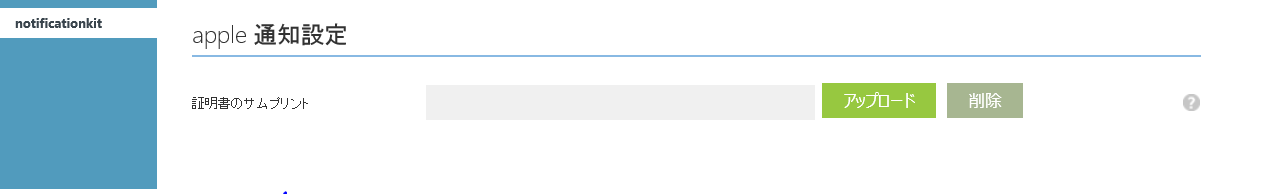 notificationkit
apple 通知設定
証明書のサムプリント
アップロード
削除
?